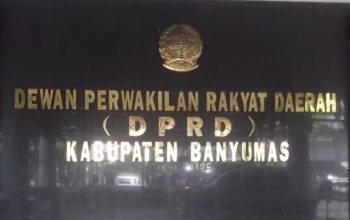 DEWAN PERWAKILAN RAKYAT DAERAH
( DPRD )
KABUPATEN BANYUMAS